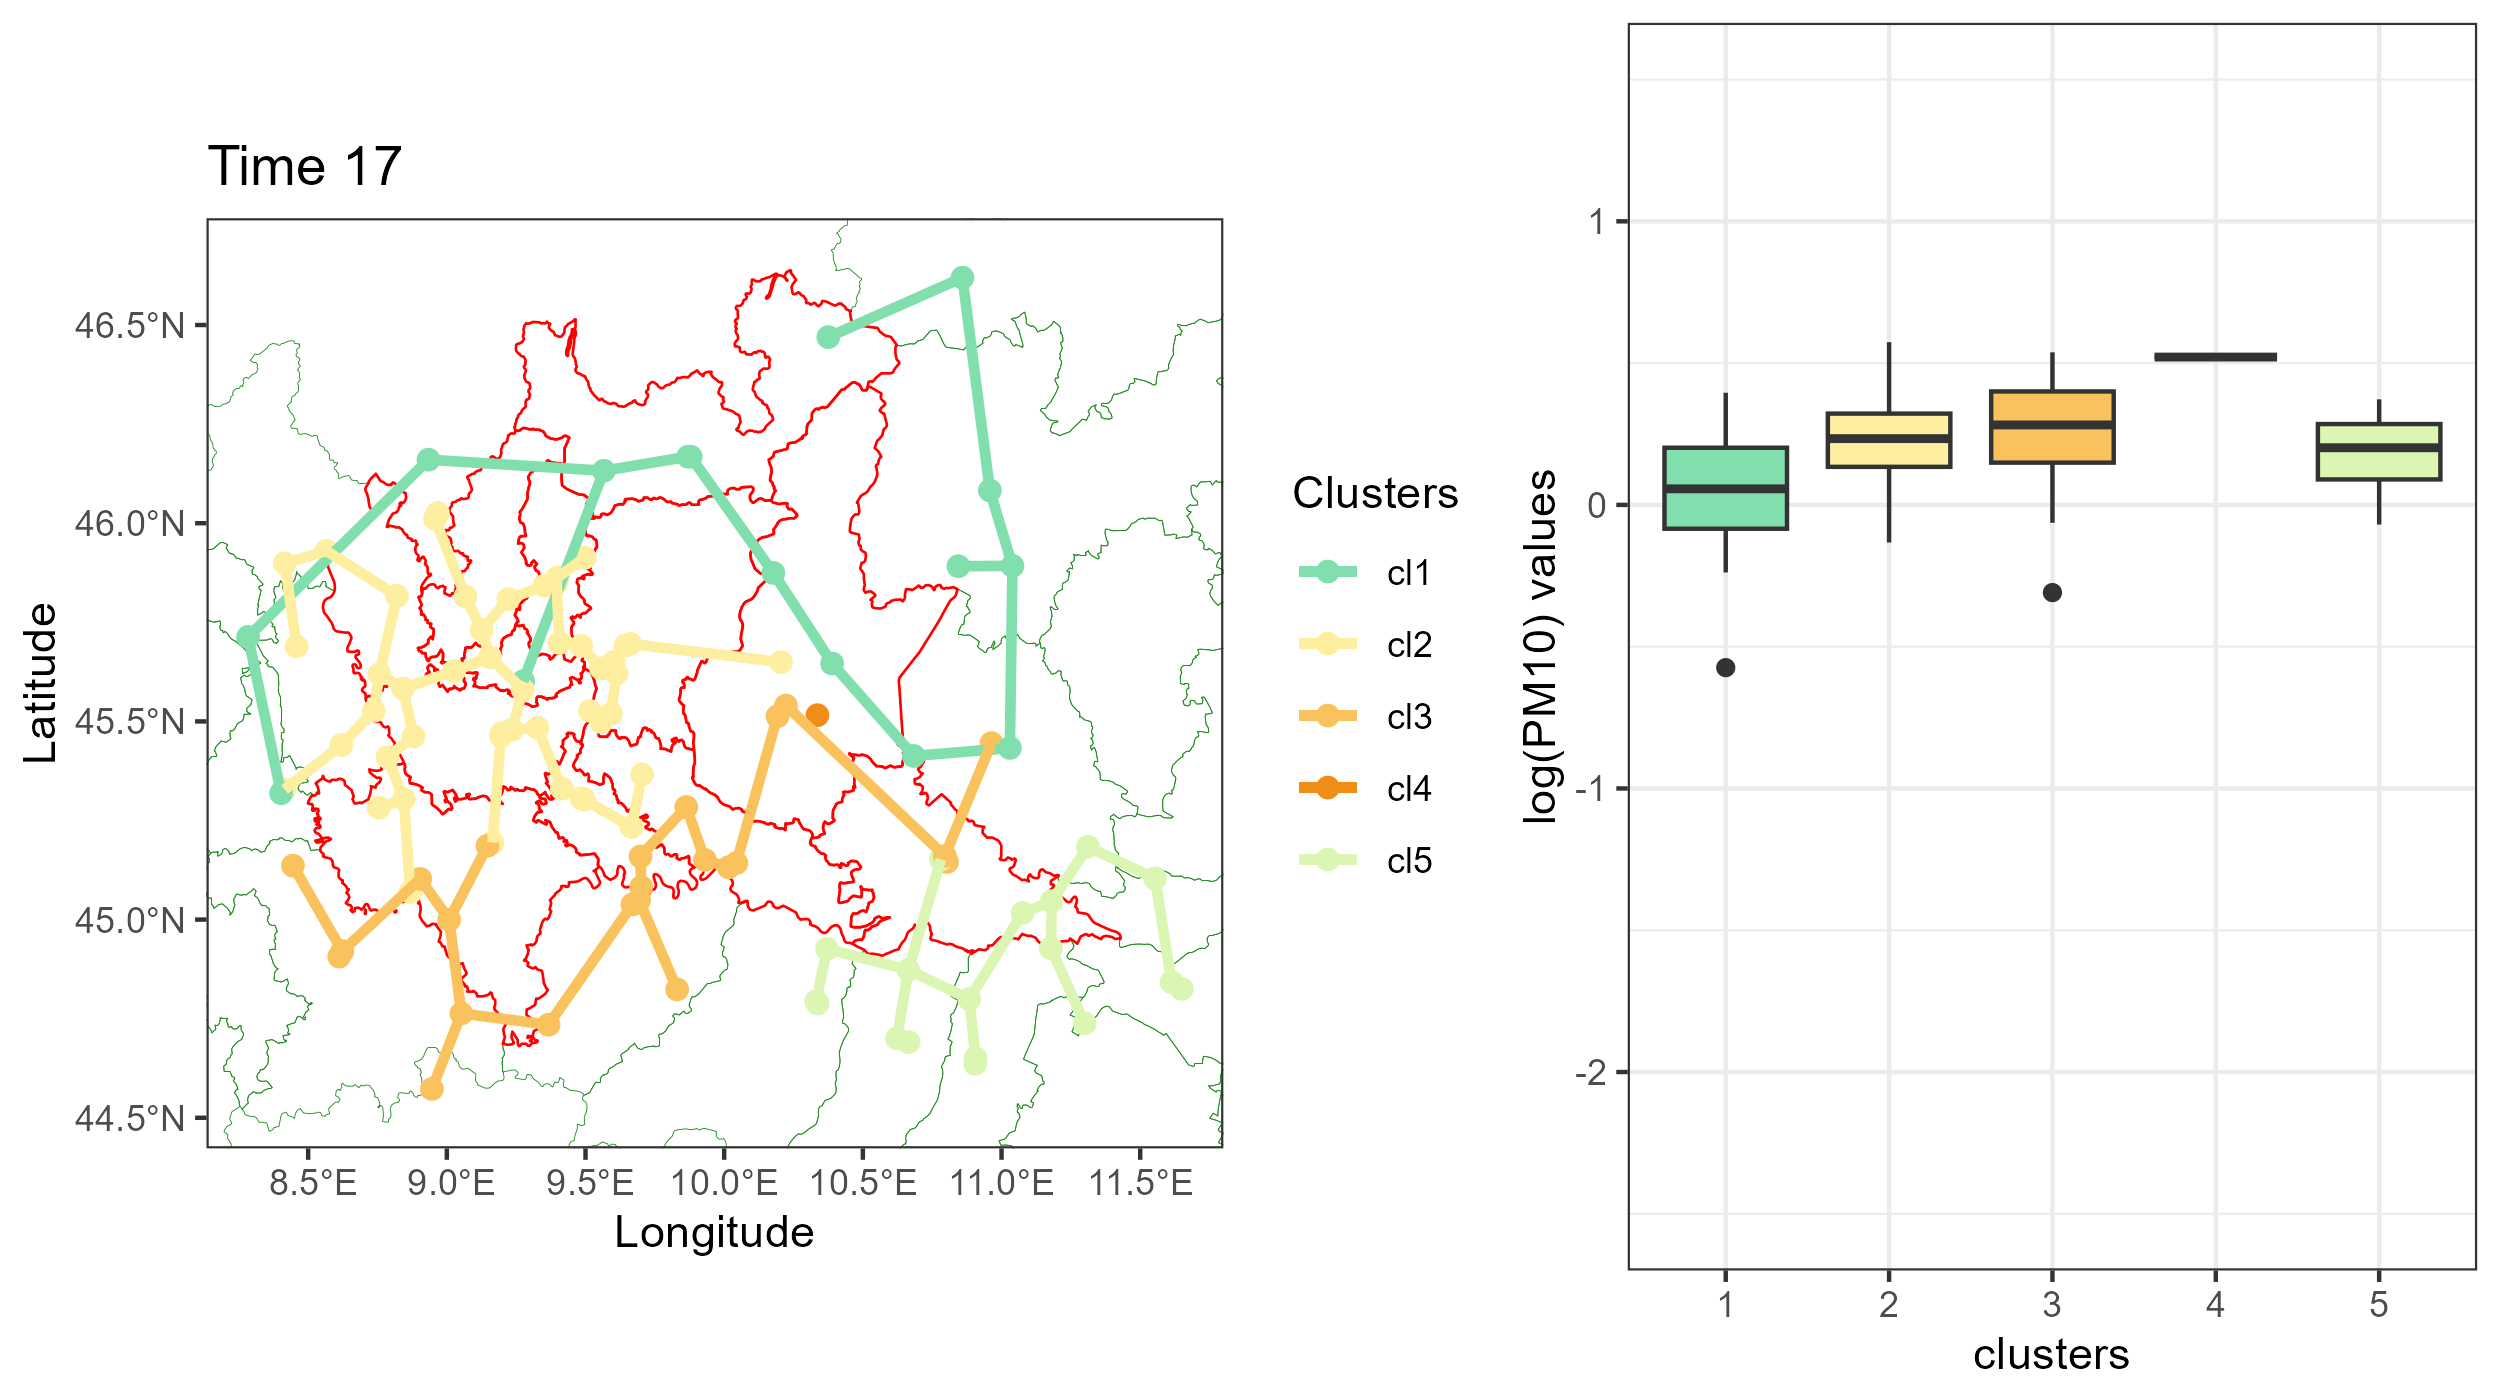 Time 17
46.5°N
46.0°N
45.5°N
45.0°N
44.5°N
Latitude
8.5°E 9.0°E 9.5°E 10.0°E 10.5°E 11.0°E 11.5°E
Longitude
Clusters
cl1
cl2
cl3
cl4
cl5
1
0
-1
-2
log(PM10) values
1 2 3 4 5
clusters